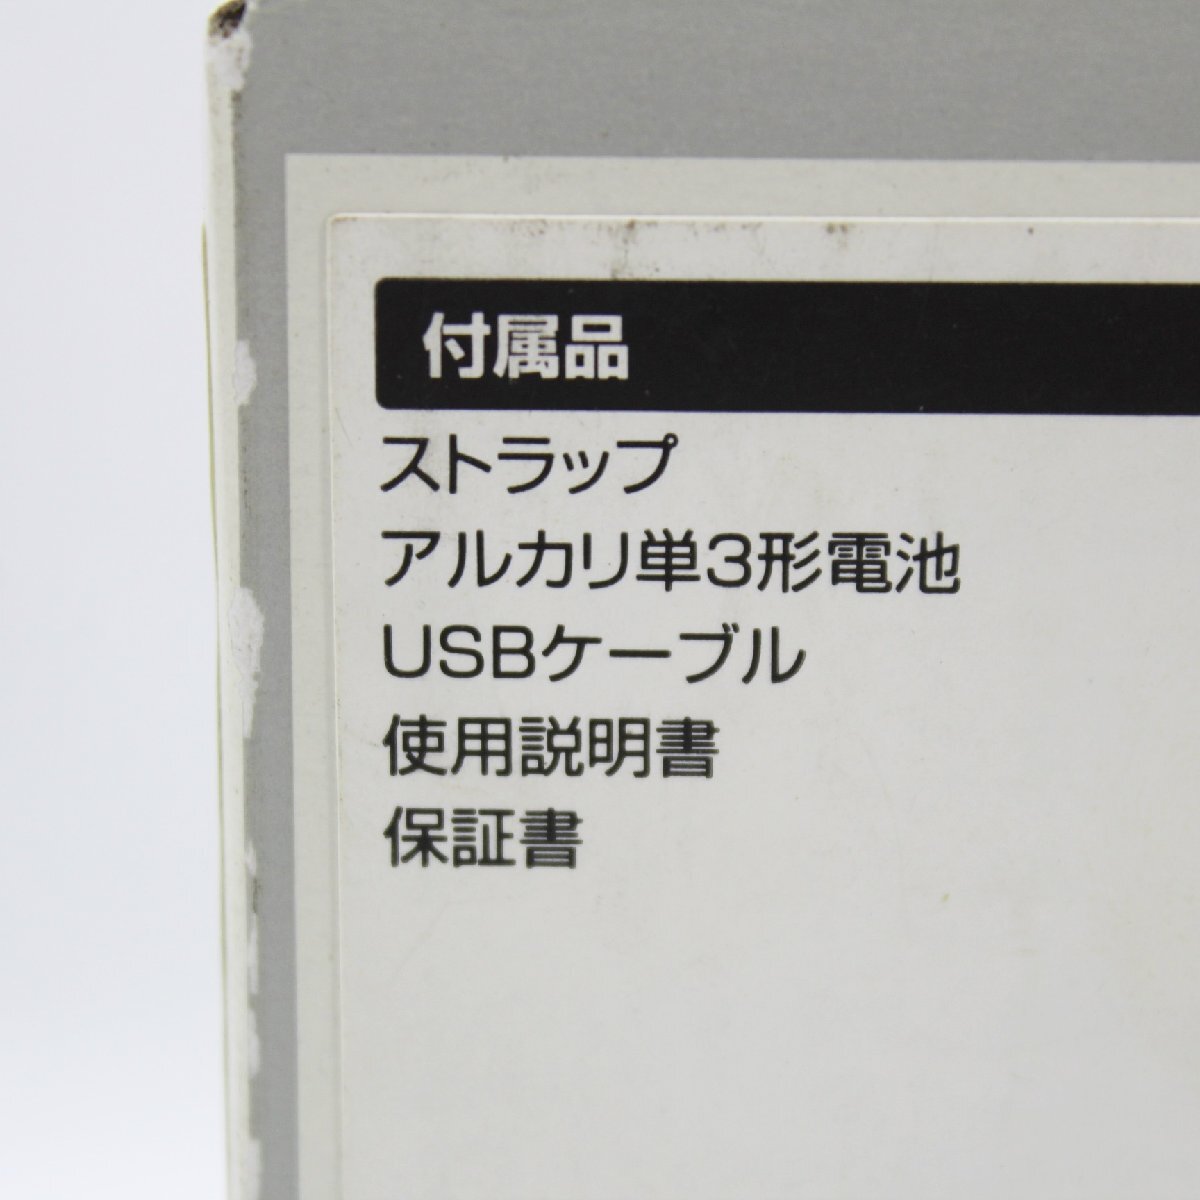 付属品
ストラップ
アルカリ単3形電池
USBケーブル
使用説明書
保証書